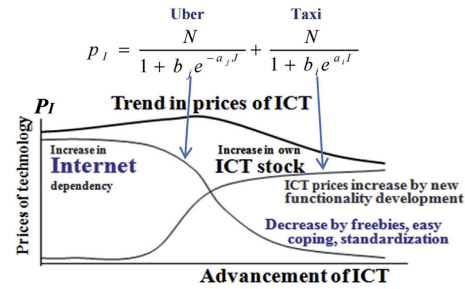 Uber Taxi
p_I = N / (1 + b_j e^{-a_j J}) + N / (1 + b_i e^{a_i I})
P_I
Trend in prices of ICT
Increase in
Internet
dependency
Increase in own
ICT stock
ICT prices increase by new
functionality development
Decrease by freebies, easy
coping, standardization
Prices of technology
Advancement of ICT